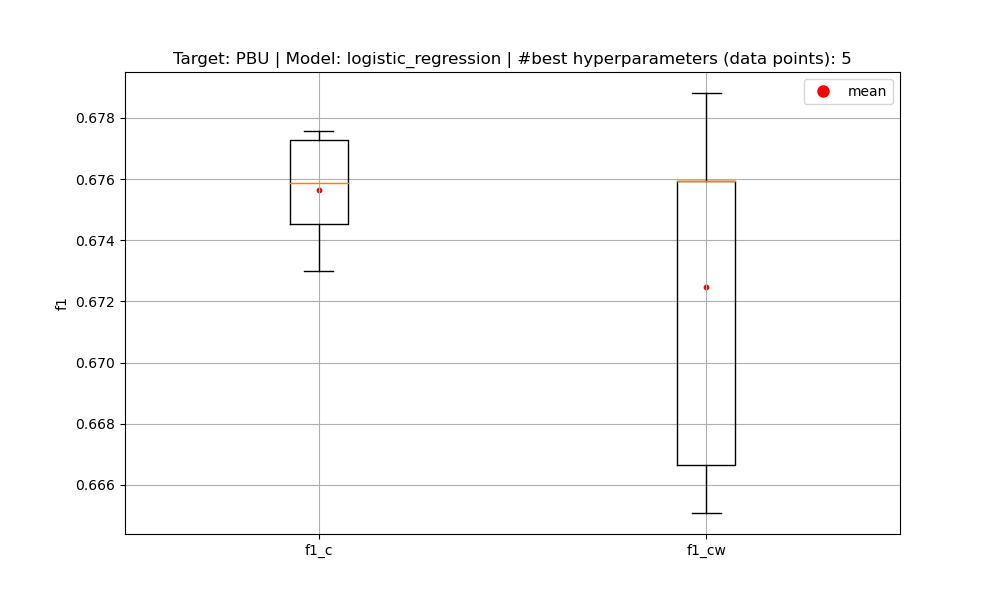 Target: PBU | Model: logistic_regression | #best hyperparameters (data points): 5
mean
0.678
0.676
0.674
0.672
0.670
0.668
0.666
f1
f1_c
f1_cw